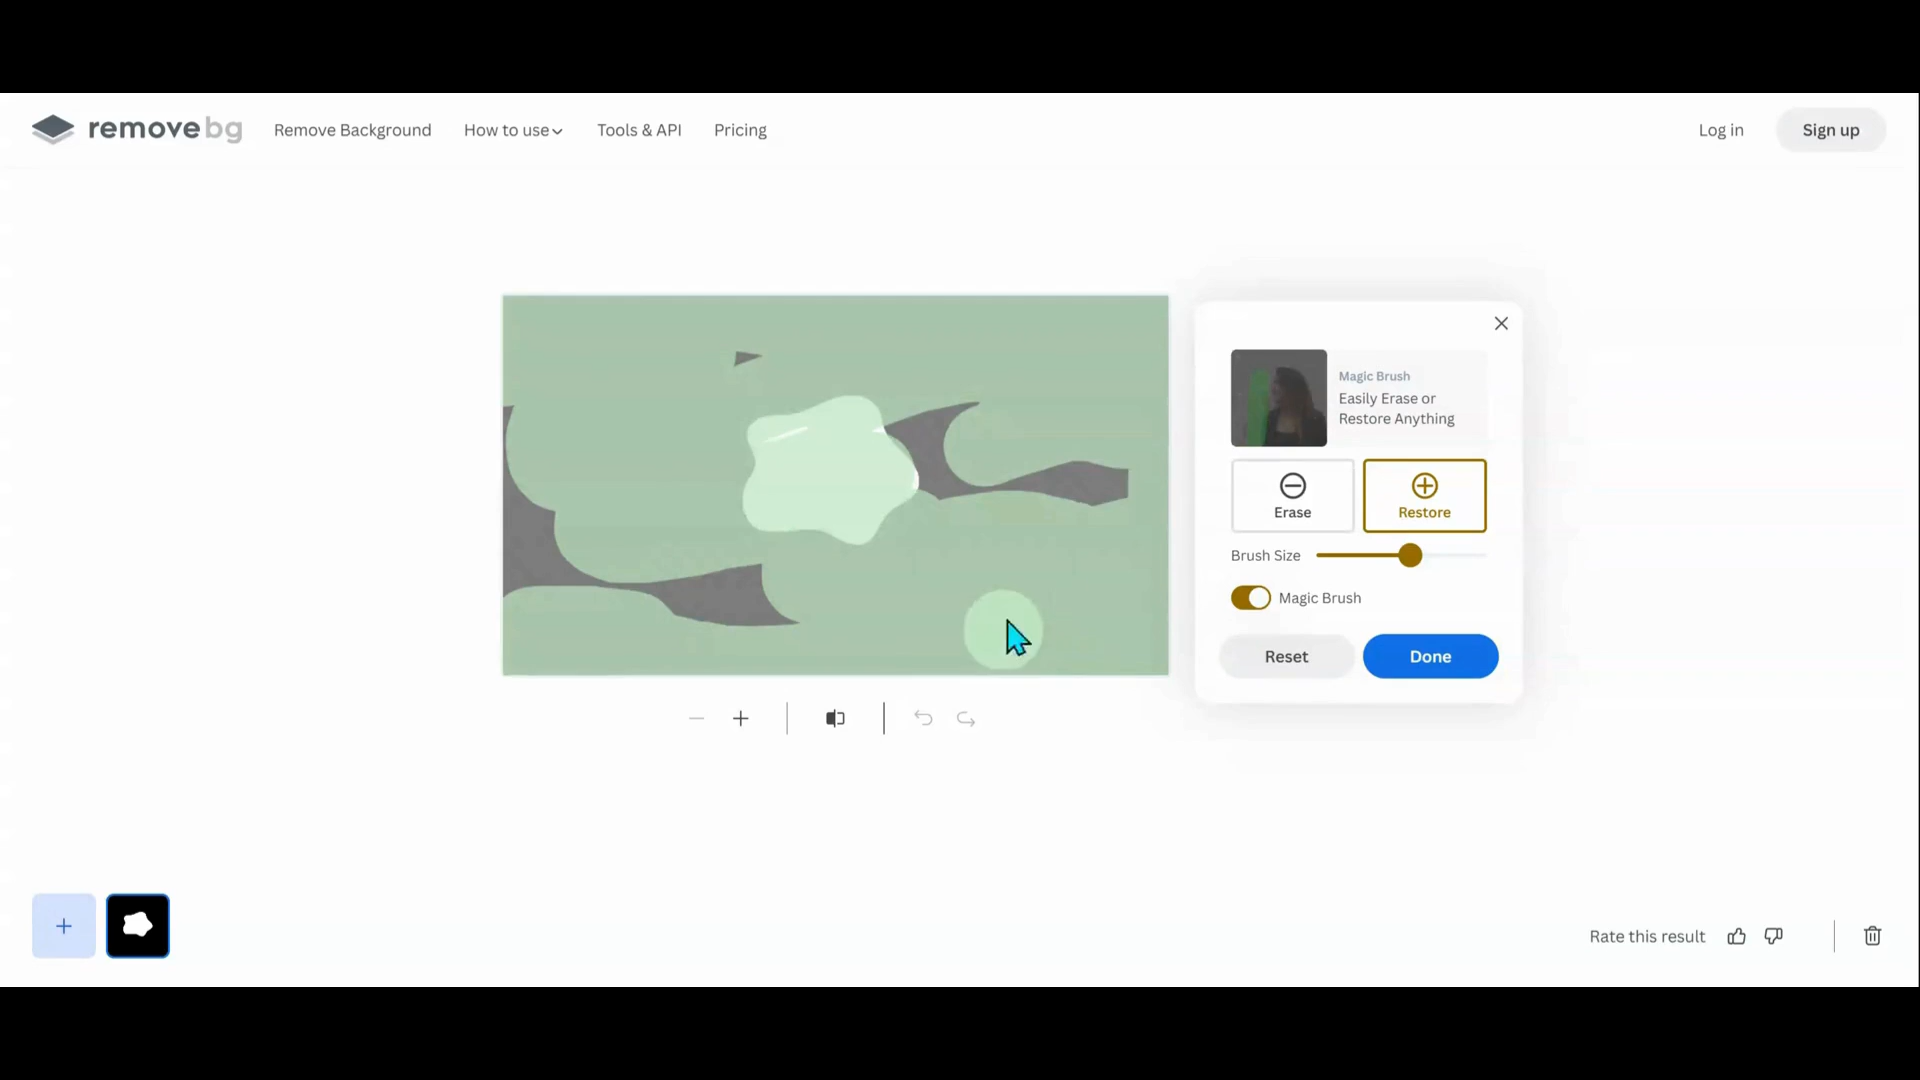 remove bg
Remove Background
How to use
Tools & API
Pricing
Log in
Sign up
Magic Brush
Easily Erase or
Restore Anything
Erase
Restore
Brush Size
Magic Brush
Reset
Done
Rate this result